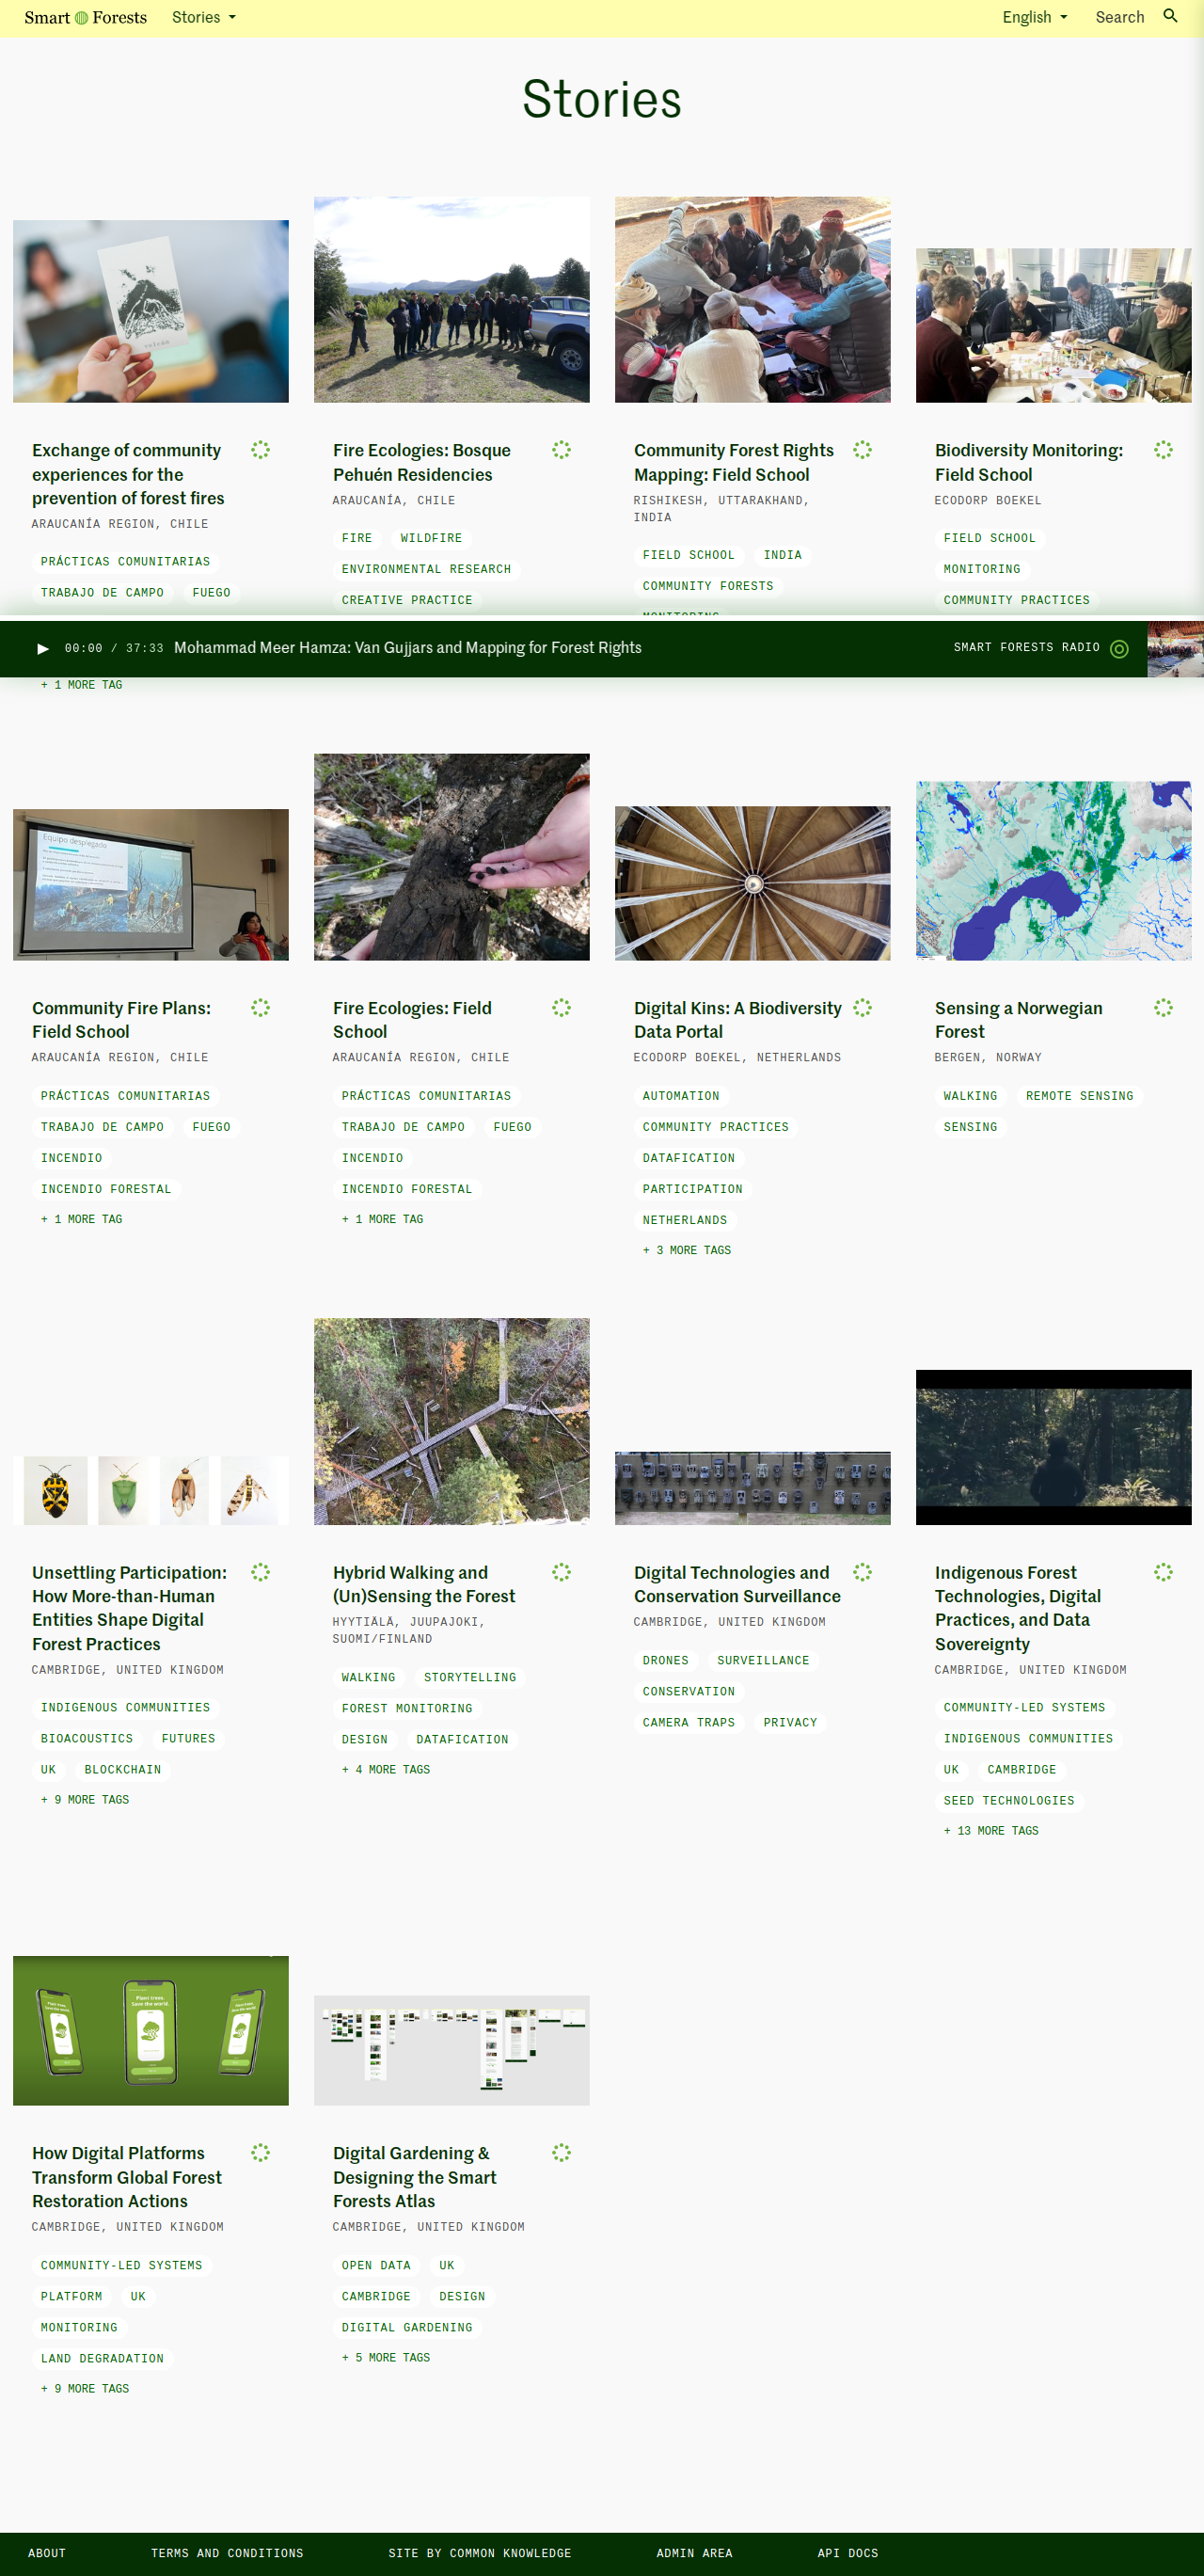 Smart Forests
Stories
English
Search
Stories
volcán
Exchange of community
experiences for the
prevention of forest fires
ARAUCANÍA REGION, CHILE
PRÁCTICAS COMUNITARIAS
TRABAJO DE CAMPO
FUEGO
Fire Ecologies: Bosque
Pehuén Residencies
ARAUCANÍA, CHILE
FIRE
WILDFIRE
ENVIRONMENTAL RESEARCH
CREATIVE PRACTICE
Community Forest Rights
Mapping: Field School
RISHIKESH, UTTARAKHAND,
INDIA
FIELD SCHOOL
INDIA
COMMUNITY FORESTS
MONITORING
Biodiversity Monitoring:
Field School
ECODORP BOEKEL
FIELD SCHOOL
MONITORING
COMMUNITY PRACTICES
00:00 / 37:33
Mohammad Meer Hamza: Van Gujjars and Mapping for Forest Rights
SMART FORESTS RADIO
+ 1 MORE TAG
Equipo desplegado
Community Fire Plans:
Field School
ARAUCANÍA REGION, CHILE
PRÁCTICAS COMUNITARIAS
TRABAJO DE CAMPO
FUEGO
INCENDIO
INCENDIO FORESTAL
+ 1 MORE TAG
Fire Ecologies: Field
School
ARAUCANÍA REGION, CHILE
PRÁCTICAS COMUNITARIAS
TRABAJO DE CAMPO
FUEGO
INCENDIO
INCENDIO FORESTAL
+ 1 MORE TAG
Digital Kins: A Biodiversity
Data Portal
ECODORP BOEKEL, NETHERLANDS
AUTOMATION
COMMUNITY PRACTICES
DATAFICATION
PARTICIPATION
NETHERLANDS
+ 3 MORE TAGS
Sensing a Norwegian
Forest
BERGEN, NORWAY
WALKING
REMOTE SENSING
SENSING
Unsettling Participation:
How More-than-Human
Entities Shape Digital
Forest Practices
CAMBRIDGE, UNITED KINGDOM
INDIGENOUS COMMUNITIES
BIOACOUSTICS
FUTURES
UK
BLOCKCHAIN
+ 9 MORE TAGS
Hybrid Walking and
(Un)Sensing the Forest
HYYTIÄLÄ, JUUPAJOKI,
SUOMI/FINLAND
WALKING
STORYTELLING
FOREST MONITORING
DESIGN
DATAFICATION
+ 4 MORE TAGS
Digital Technologies and
Conservation Surveillance
CAMBRIDGE, UNITED KINGDOM
DRONES
SURVEILLANCE
CONSERVATION
CAMERA TRAPS
PRIVACY
Indigenous Forest
Technologies, Digital
Practices, and Data
Sovereignty
CAMBRIDGE, UNITED KINGDOM
COMMUNITY-LED SYSTEMS
INDIGENOUS COMMUNITIES
UK
CAMBRIDGE
SEED TECHNOLOGIES
+ 13 MORE TAGS
Plant trees.
Save the world.
Plant trees.
Save the world.
Plant trees.
Save the world.
How Digital Platforms
Transform Global Forest
Restoration Actions
CAMBRIDGE, UNITED KINGDOM
COMMUNITY-LED SYSTEMS
PLATFORM
UK
MONITORING
LAND DEGRADATION
+ 9 MORE TAGS
Digital Gardening &
Designing the Smart
Forests Atlas
CAMBRIDGE, UNITED KINGDOM
OPEN DATA
UK
CAMBRIDGE
DESIGN
DIGITAL GARDENING
+ 5 MORE TAGS
ABOUT
TERMS AND CONDITIONS
SITE BY COMMON KNOWLEDGE
ADMIN AREA
API DOCS